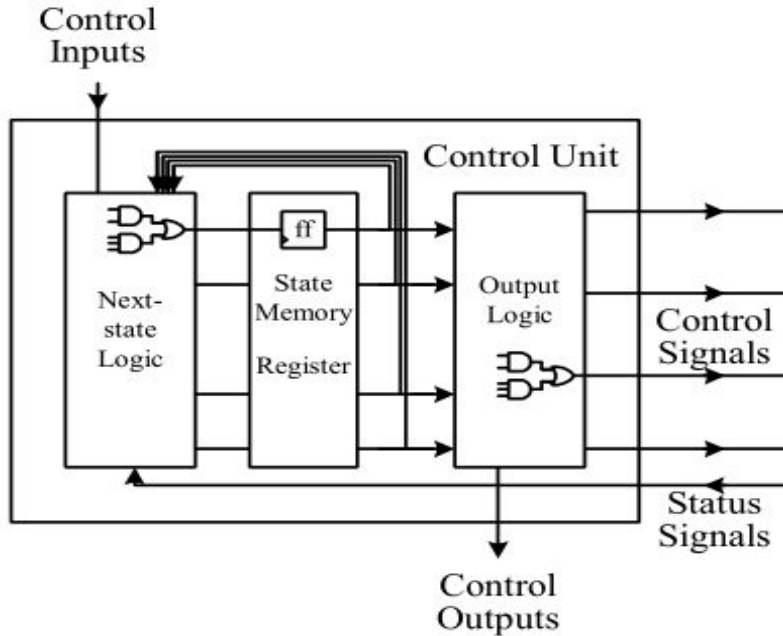 Control
Inputs
Control Unit
ff
Next-
state
Logic
State
Memory
Register
Output
Logic
Control
Signals
Status
Signals
Control
Outputs